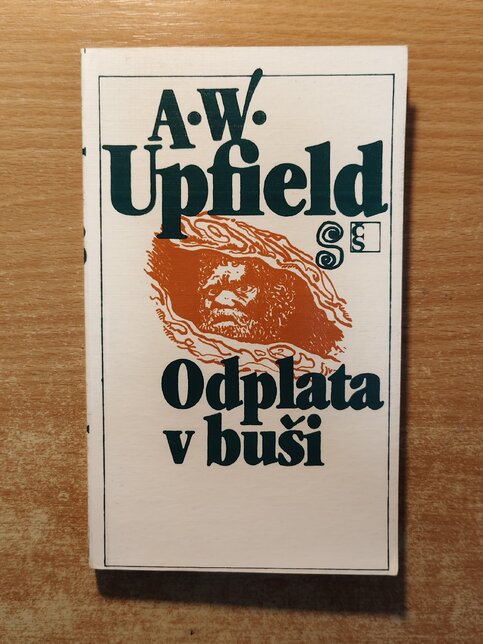 A.W.
Upfield
Odplata
v buši